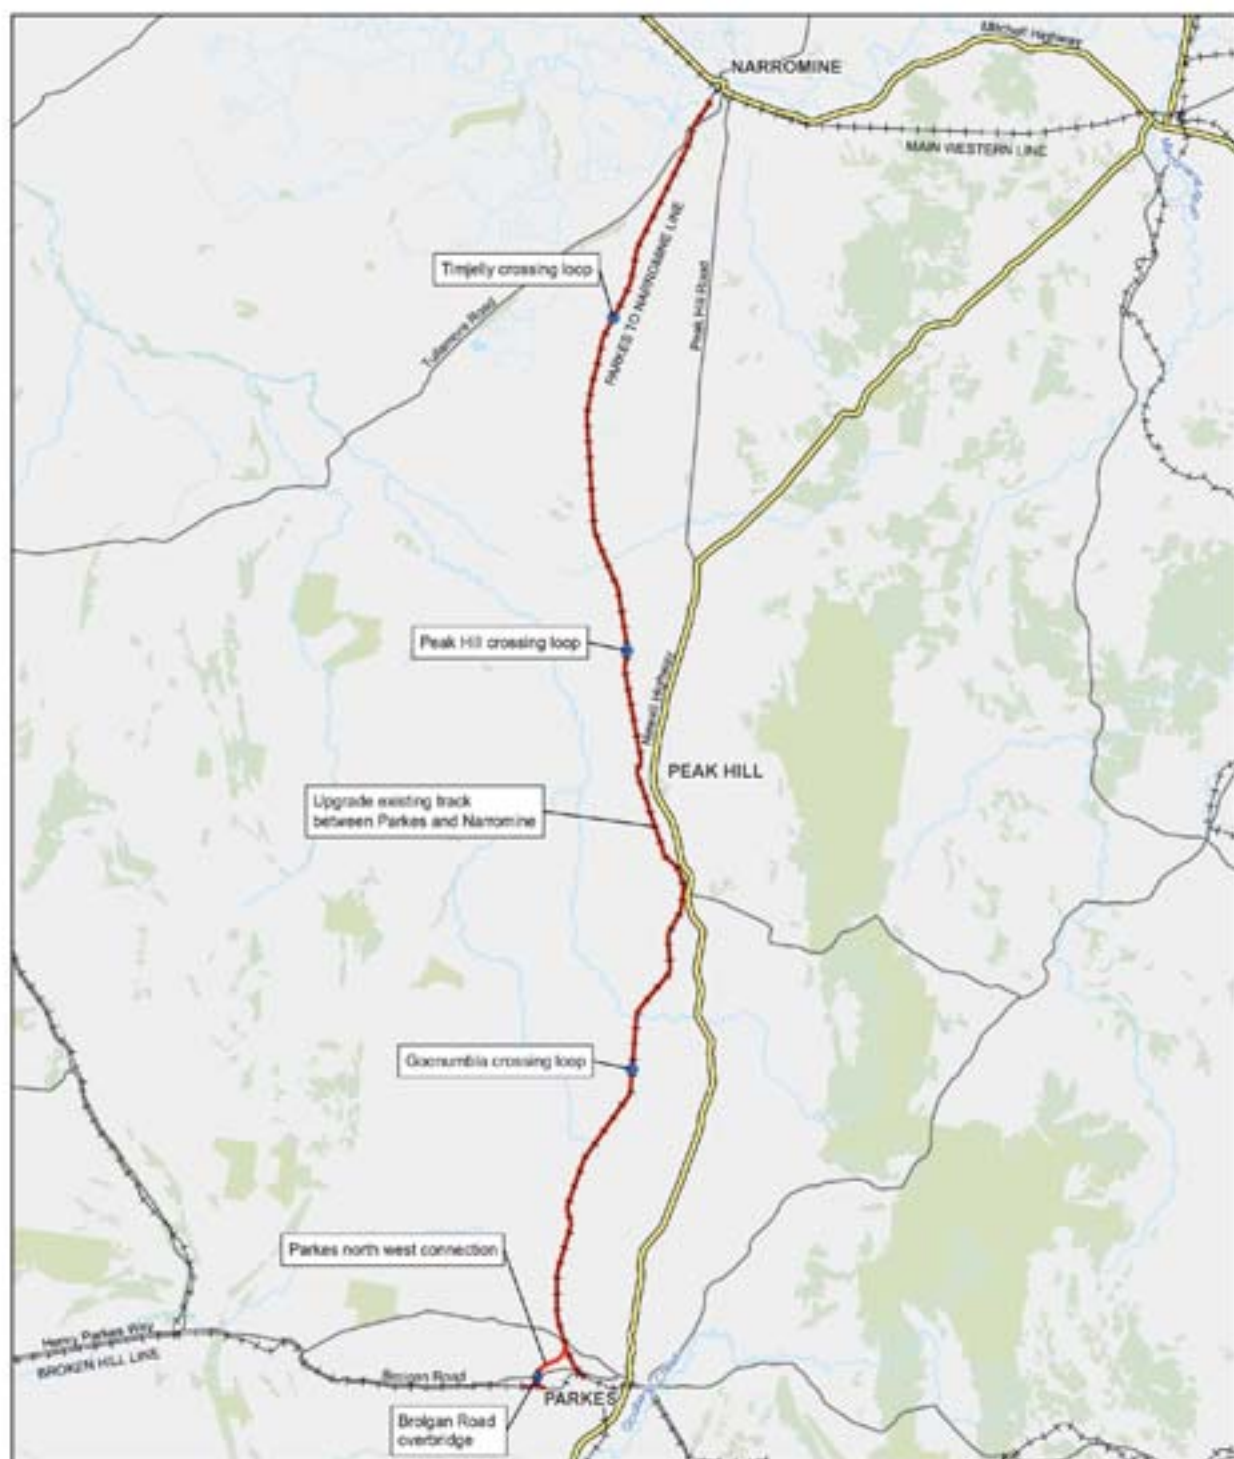 Mitchell Highway
NARROMINE
MAIN WESTERN LINE
Timjelly crossing loop
PARKES TO NARROMINE LINE
Peak Hill Road
Tullamore Road
Peak Hill crossing loop
Newell Highway
PEAK HILL
Upgrade existing track
between Parkes and Narromine
Goonumbla crossing loop
Parkes north west connection
Henry Parkes Way
BROKEN HILL LINE
Brolgan Road
PARKES
Brolgan Road
overbridge